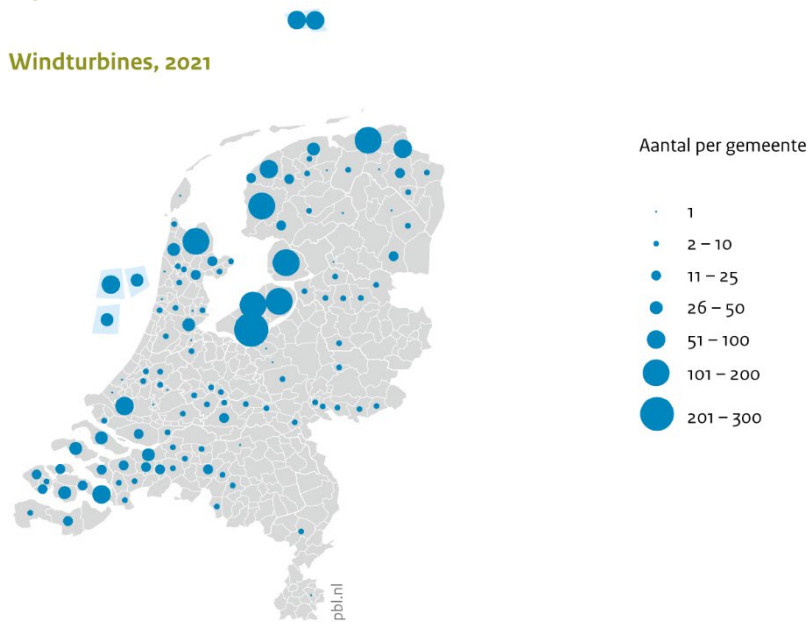 Windturbines, 2021
Aantal per gemeente
1
2 – 10
11 – 25
26 – 50
51 – 100
101 – 200
201 – 300
pbl.nl